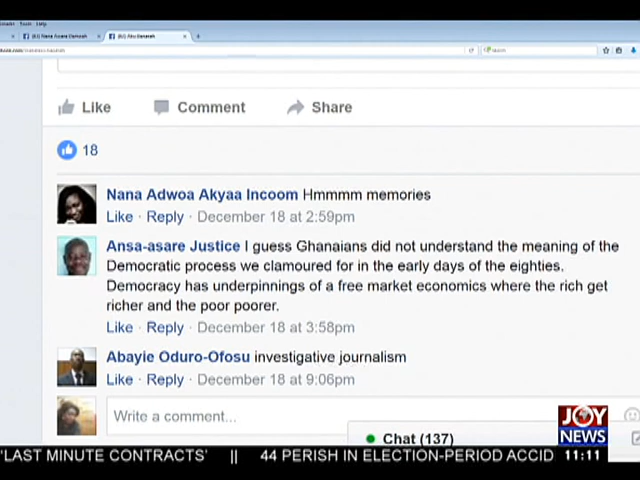 Tools Help
Like Comment Share
18
Nana Adwoa Akyaa Incoom Hmmmm memories
Like · Reply · December 18 at 2:59pm
Ansa-asare Justice I guess Ghanaians did not understand the meaning of the
Democratic process we clamoured for in the early days of the eighties.
Democracy has underpinnings of a free market economics where the rich get
richer and the poor poorer.
Like · Reply · December 18 at 3:58pm
Abayie Oduro-Ofosu investigative journalism
Like · Reply · December 18 at 9:06pm
Write a comment...
Chat (137)
JOY
NEWS
'LAST MINUTE CONTRACTS' || 44 PERISH IN ELECTION-PERIOD ACCID 11:11